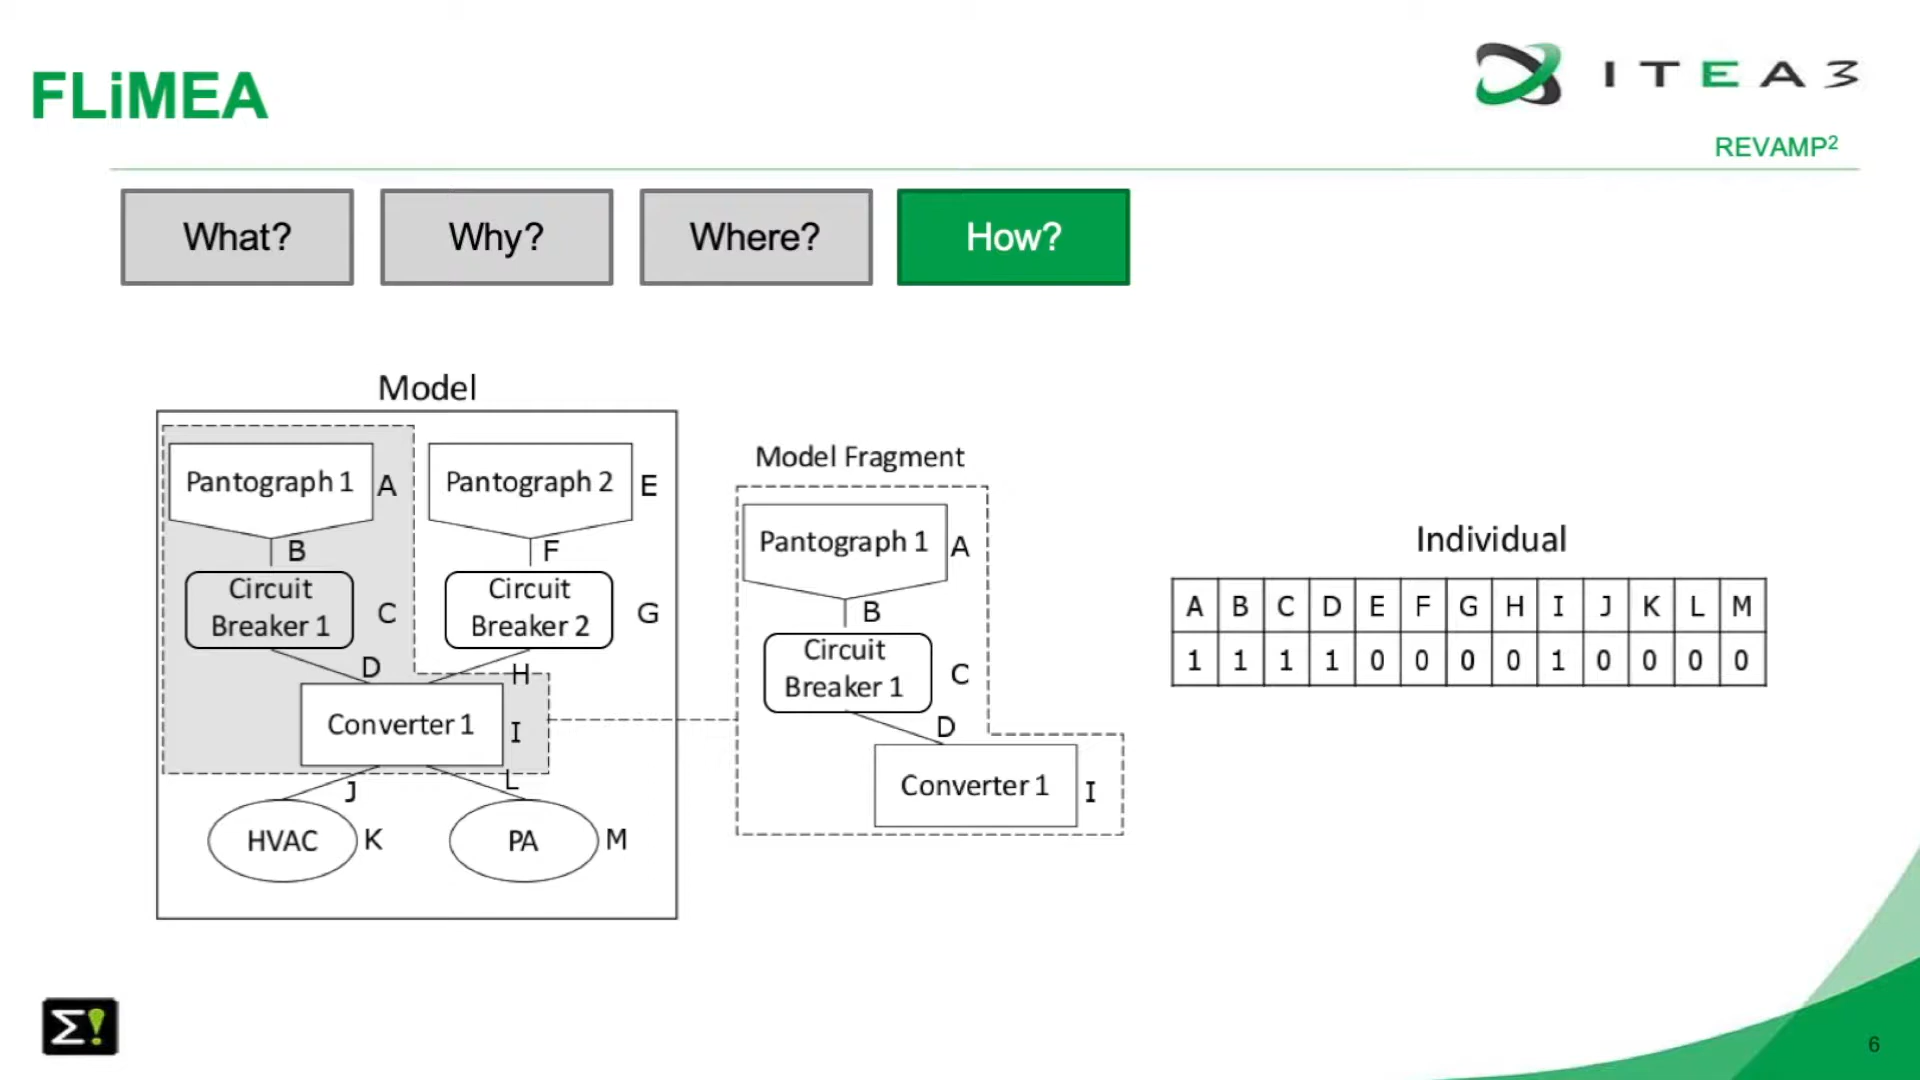 FLiMEA
ITEA3
REVAMP²
What?
Why?
Where?
How?
Model
Pantograph 1
A
Pantograph 2
E
B
F
Circuit
Breaker 1
C
Circuit
Breaker 2
G
D
H
Converter 1
I
J
L
HVAC
K
PA
M
Model Fragment
Pantograph 1
A
B
Circuit
Breaker 1
C
D
Converter 1
I
Individual
A B C D E F G H I J K L M
1 1 1 1 0 0 0 0 1 0 0 0 0
Σ!
6